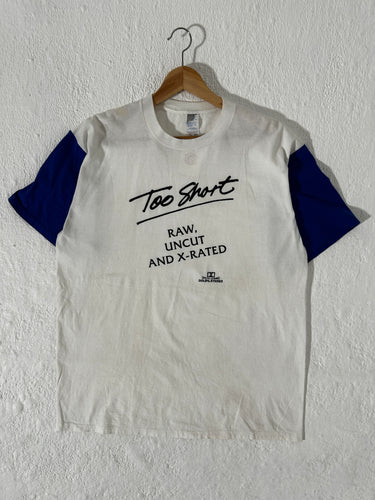 Too Short
RAW,
UNCUT
AND X-RATED